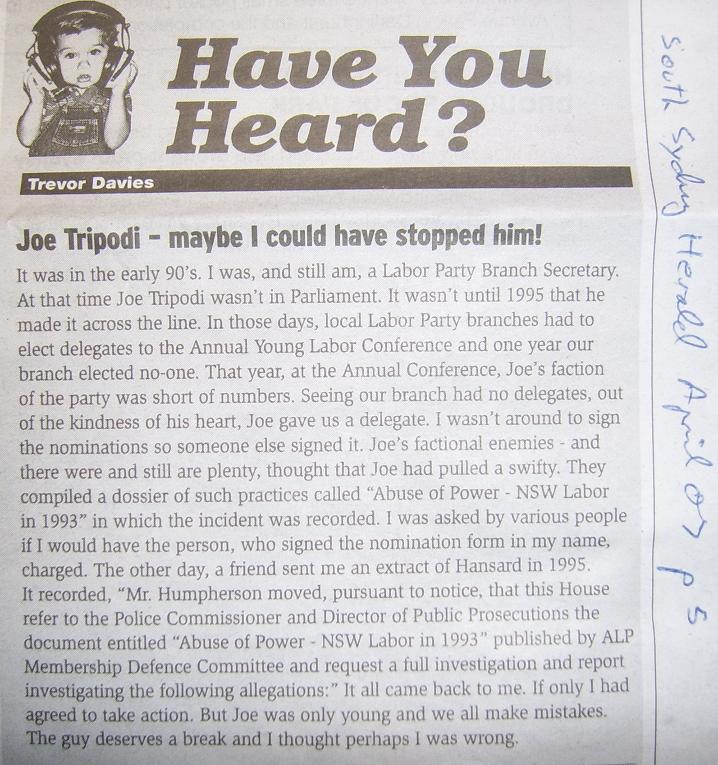 Have You
Heard?
Trevor Davies
Joe Tripodi – maybe I could have stopped him!
It was in the early 90's. I was, and still am, a Labor Party Branch Secretary.
At that time Joe Tripodi wasn't in Parliament. It wasn't until 1995 that he
made it across the line. In those days, local Labor Party branches had to
elect delegates to the Annual Young Labor Conference and one year our
branch elected no-one. That year, at the Annual Conference, Joe's faction
of the party was short of numbers. Seeing our branch had no delegates, out
of the kindness of his heart, Joe gave us a delegate. I wasn't around to sign
the nominations so someone else signed it. Joe's factional enemies - and
there were and still are plenty, thought that Joe had pulled a swifty. They
compiled a dossier of such practices called “Abuse of Power - NSW Labor
in 1993” in which the incident was recorded. I was asked by various people
if I would have the person, who signed the nomination form in my name,
charged. The other day, a friend sent me an extract of Hansard in 1995.
It recorded, “Mr. Humpherson moved, pursuant to notice, that this House
refer to the Police Commissioner and Director of Public Prosecutions the
document entitled “Abuse of Power - NSW Labor in 1993” published by ALP
Membership Defence Committee and request a full investigation and report
investigating the following allegations:” It all came back to me. If only I had
agreed to take action. But Joe was only young and we all make mistakes.
The guy deserves a break and I thought perhaps I was wrong.
South Sydney Herald April 07 p 5